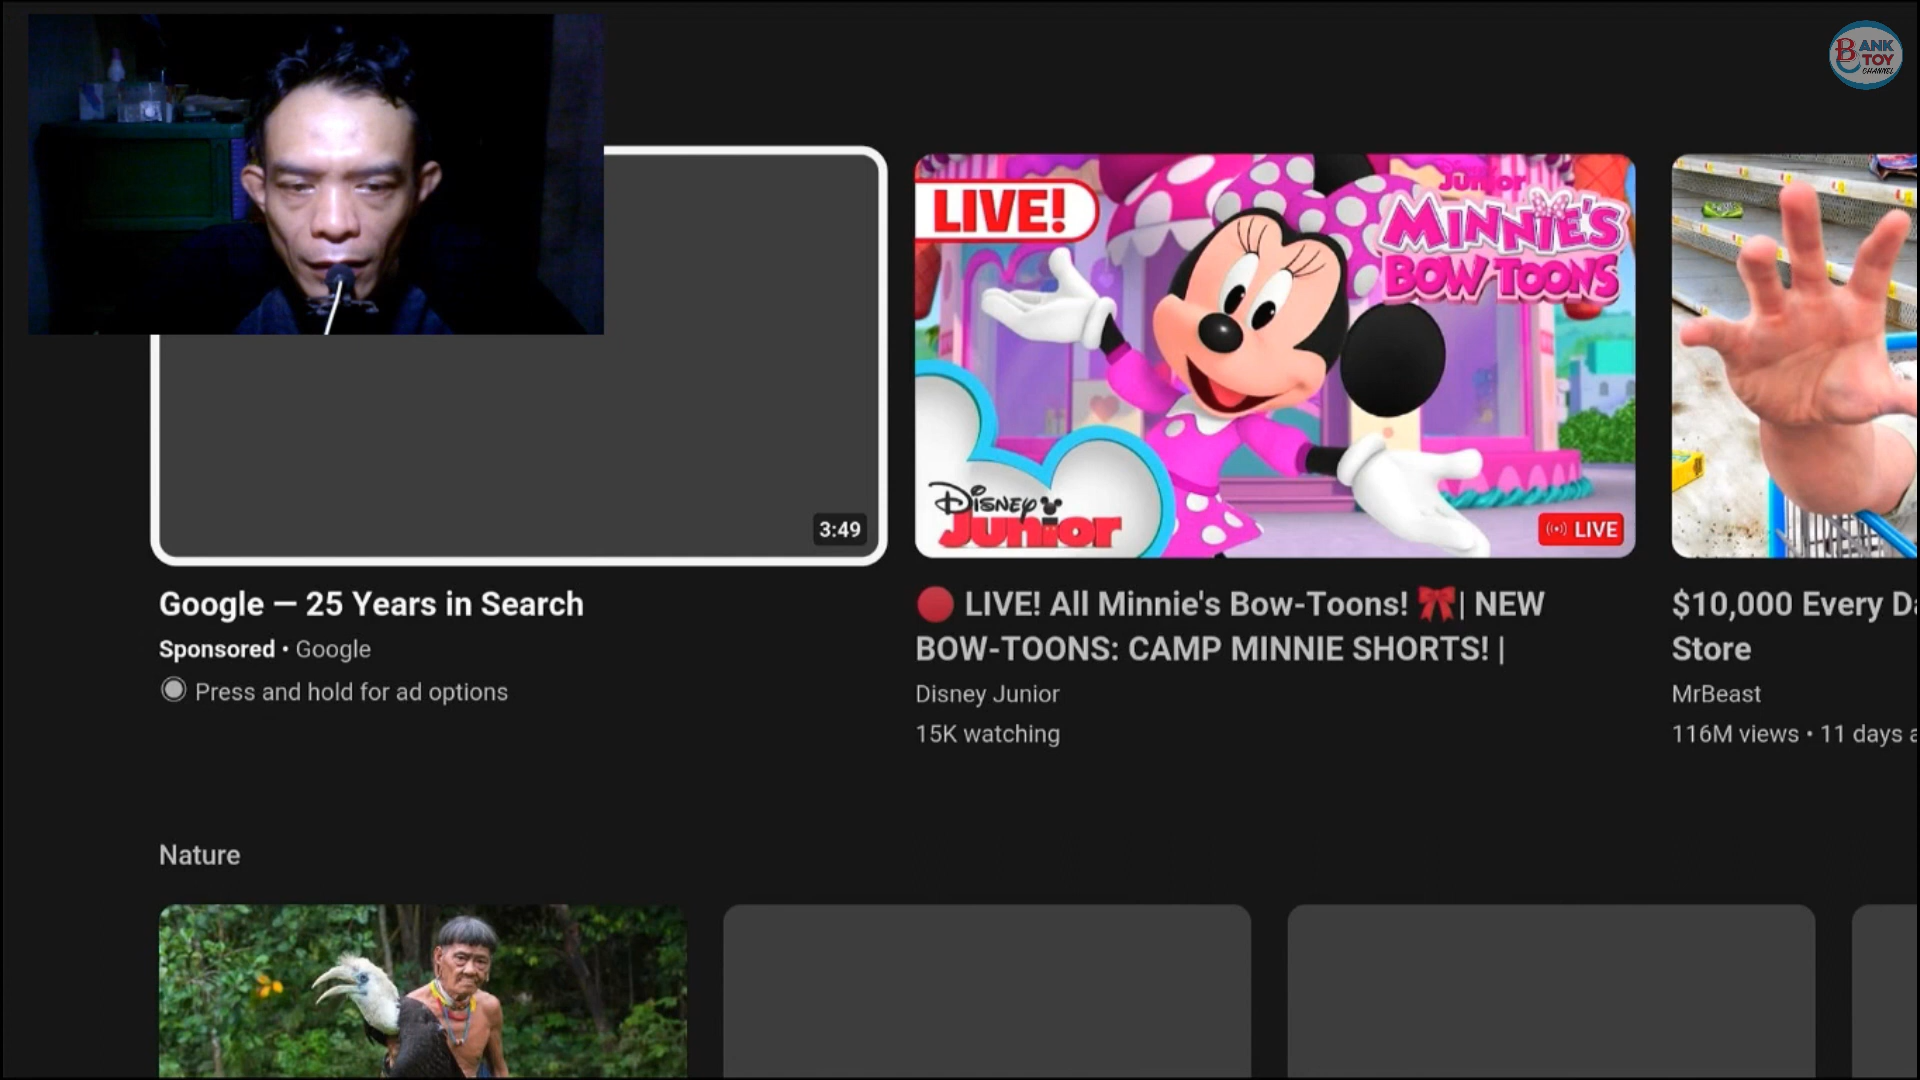 BANK
TOY
CHANNEL
LIVE!
Junior
MINNIE'S
BOW-TOONS
Disney
Junior
LIVE
3:49
Google — 25 Years in Search
Sponsored • Google
Press and hold for ad options
🔴 LIVE! All Minnie's Bow-Toons! 🎀| NEW
BOW-TOONS: CAMP MINNIE SHORTS! |
Disney Junior
15K watching
$10,000 Every
Store
MrBeast
116M views • 11 days
Nature